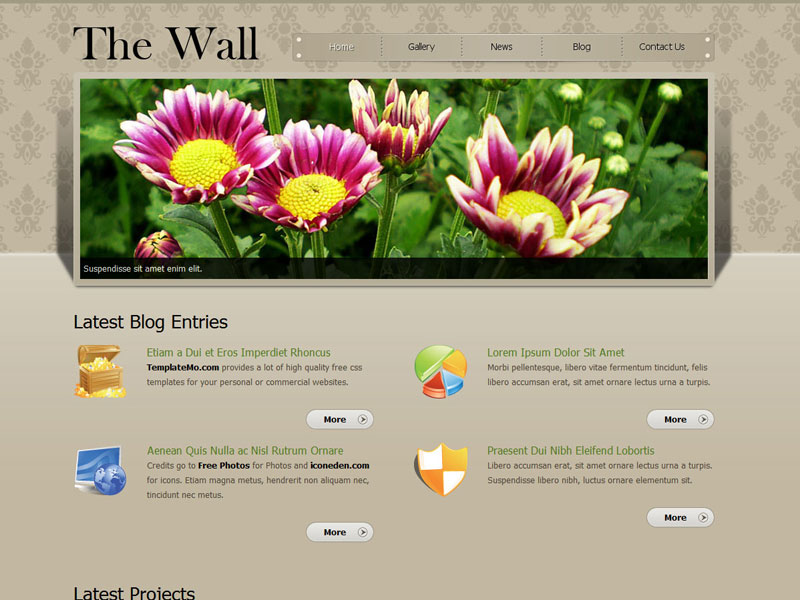 The Wall
Home Gallery News Blog Contact Us
Suspendisse sit amet enim elit.
Latest Blog Entries
Etiam a Dui et Eros Imperdiet Rhoncus
TemplateMo.com provides a lot of high quality free css
templates for your personal or commercial websites.
More
Lorem Ipsum Dolor Sit Amet
Morbi pellentesque, libero vitae fermentum tincidunt, felis
libero accumsan erat, sit amet ornare lectus urna a turpis.
More
Aenean Quis Nulla ac Nisl Rutrum Ornare
Credits go to Free Photos for Photos and iconeden.com
for icons. Etiam magna metus, hendrerit non aliquam nec,
tincidunt nec metus.
More
Praesent Dui Nibh Eleifend Lobortis
Libero accumsan erat, sit amet ornare lectus urna a turpis.
Suspendisse libero nibh, luctus ornare elementum sit.
More
Latest Projects